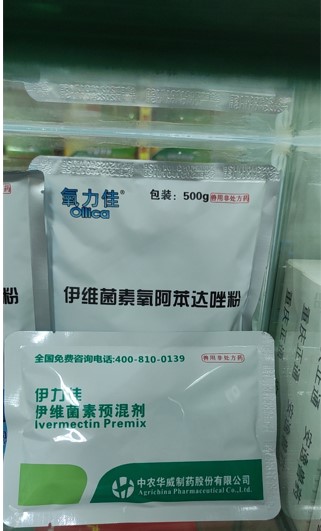 氧力佳®
Oilica
包装：500g
兽用非处方药
伊维菌素氧阿苯达唑粉
粉
全国免费咨询电话:400-810-0139
兽用非处方药
伊力佳
伊维菌素预混剂
Ivermectin Premix
中农华威制药股份有限公司
Agrichina Pharmaceutical Co.,Ltd.